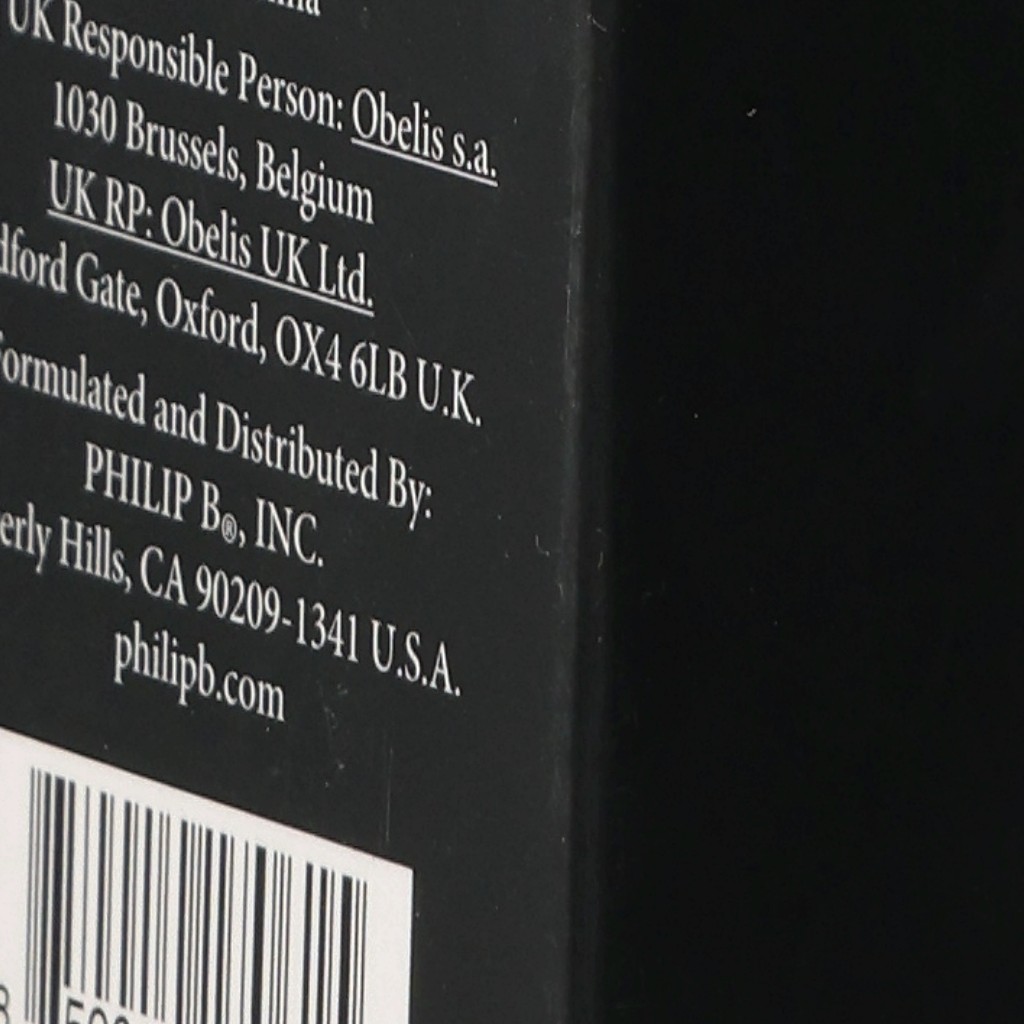 UK Responsible Person: Obelis s.a.
1030 Brussels, Belgium
UK RP: Obelis UK Ltd.
dford Gate, Oxford, OX4 6LB U.K.
Formulated and Distributed By:
PHILIP B®, INC.
erly Hills, CA 90209-1341 U.S.A.
philipb.com